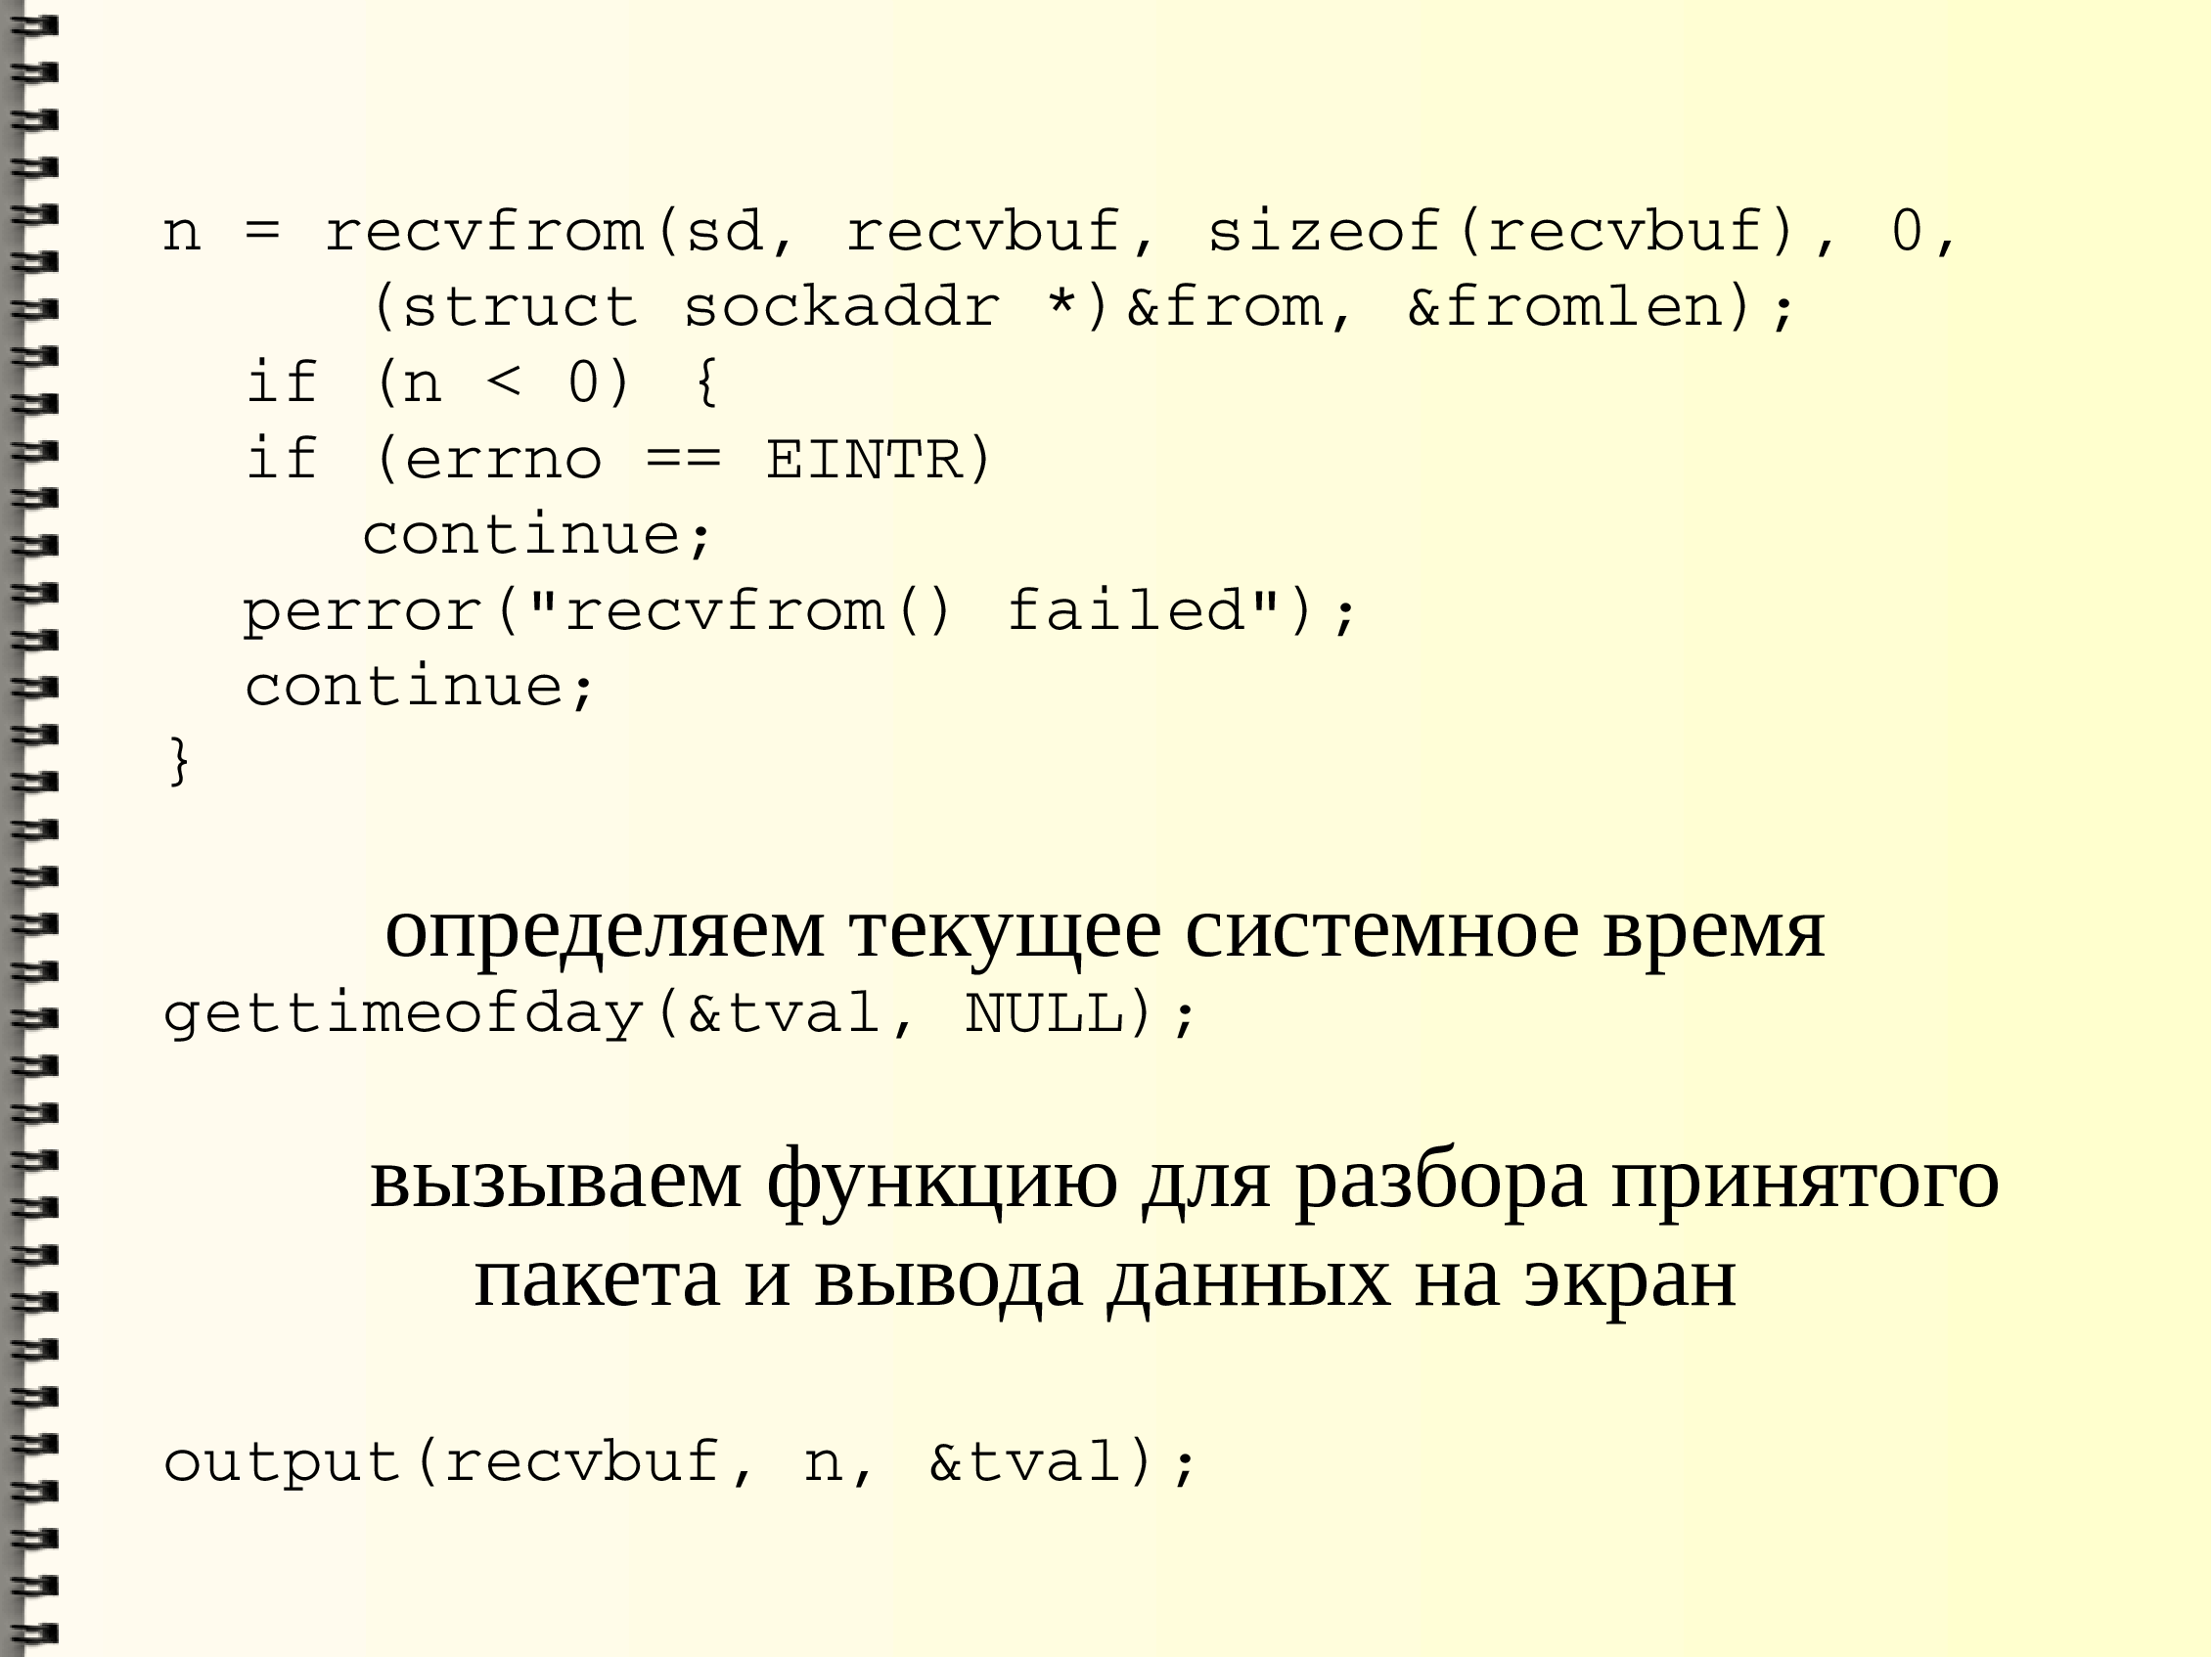 n = recvfrom(sd, recvbuf, sizeof(recvbuf), 0,
(struct sockaddr *)&from, &fromlen);
if (n < 0) {
if (errno == EINTR)
continue;
perror("recvfrom() failed");
continue;
}
определяем текущее системное время
gettimeofday(&tval, NULL);
вызываем функцию для разбора принятого
пакета и вывода данных на экран
output(recvbuf, n, &tval);